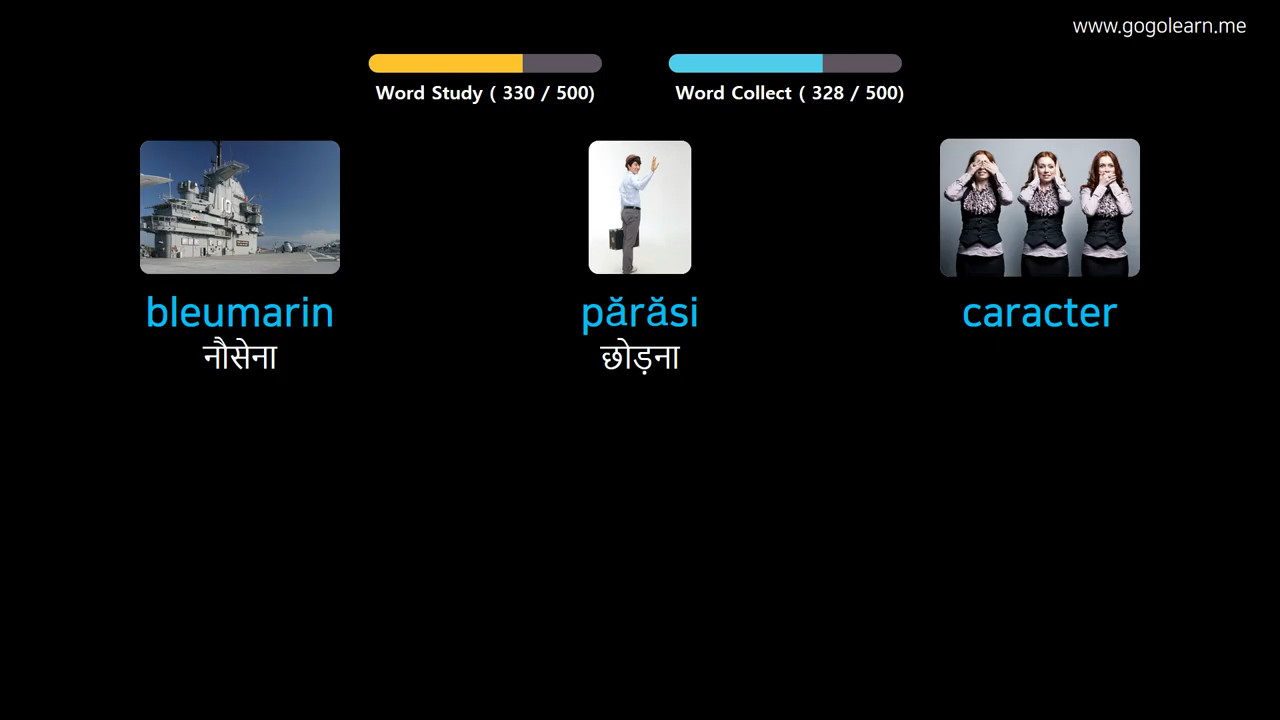 www.gogolearn.me
Word Study ( 330 / 500)
Word Collect ( 328 / 500)
bleumarin
नौसेना
părăsi
छोड़ना
caracter